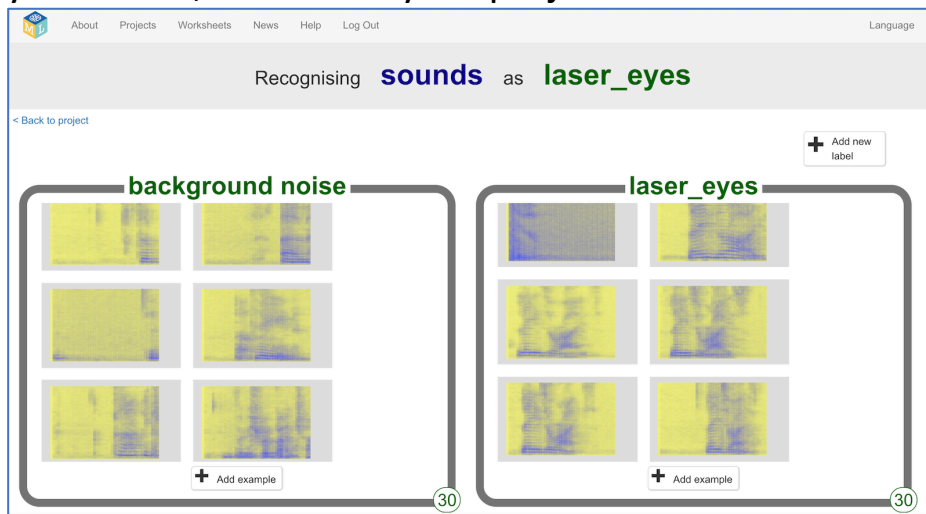 About Projects Worksheets News Help Log Out Language
Recognising sounds as laser_eyes
< Back to project
Add new
label
background noise
laser_eyes
Add example
30
Add example
30